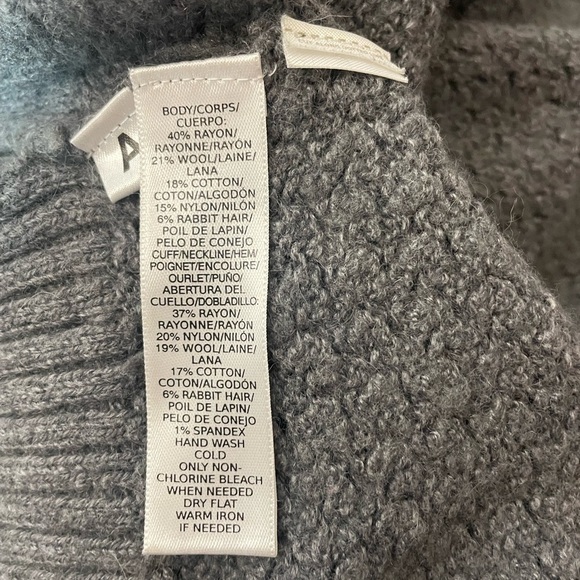 A
BODY/CORPS/
CUERPO:
40% RAYON/
RAYONNE/RAYÓN
21% WOOL/LAINE/
LANA
18% COTTON/
COTON/ALGODÓN
15% NYLON/NILÓN
6% RABBIT HAIR/
POIL DE LAPIN/
PELO DE CONEJO
CUFF/NECKLINE/HEM/
POIGNET/ENCOLURE/
OURLET/PUÑO/
ABERTURA DEL
CUELLO/DOBLADILLO:
37% RAYON/
RAYONNE/RAYÓN
20% NYLON/NILÓN
19% WOOL/LAINE/
LANA
17% COTTON/
COTON/ALGODÓN
6% RABBIT HAIR/
POIL DE LAPIN/
PELO DE CONEJO
1% SPANDEX
HAND WASH
COLD
ONLY NON-
CHLORINE BLEACH
WHEN NEEDED
DRY FLAT
WARM IRON
IF NEEDED